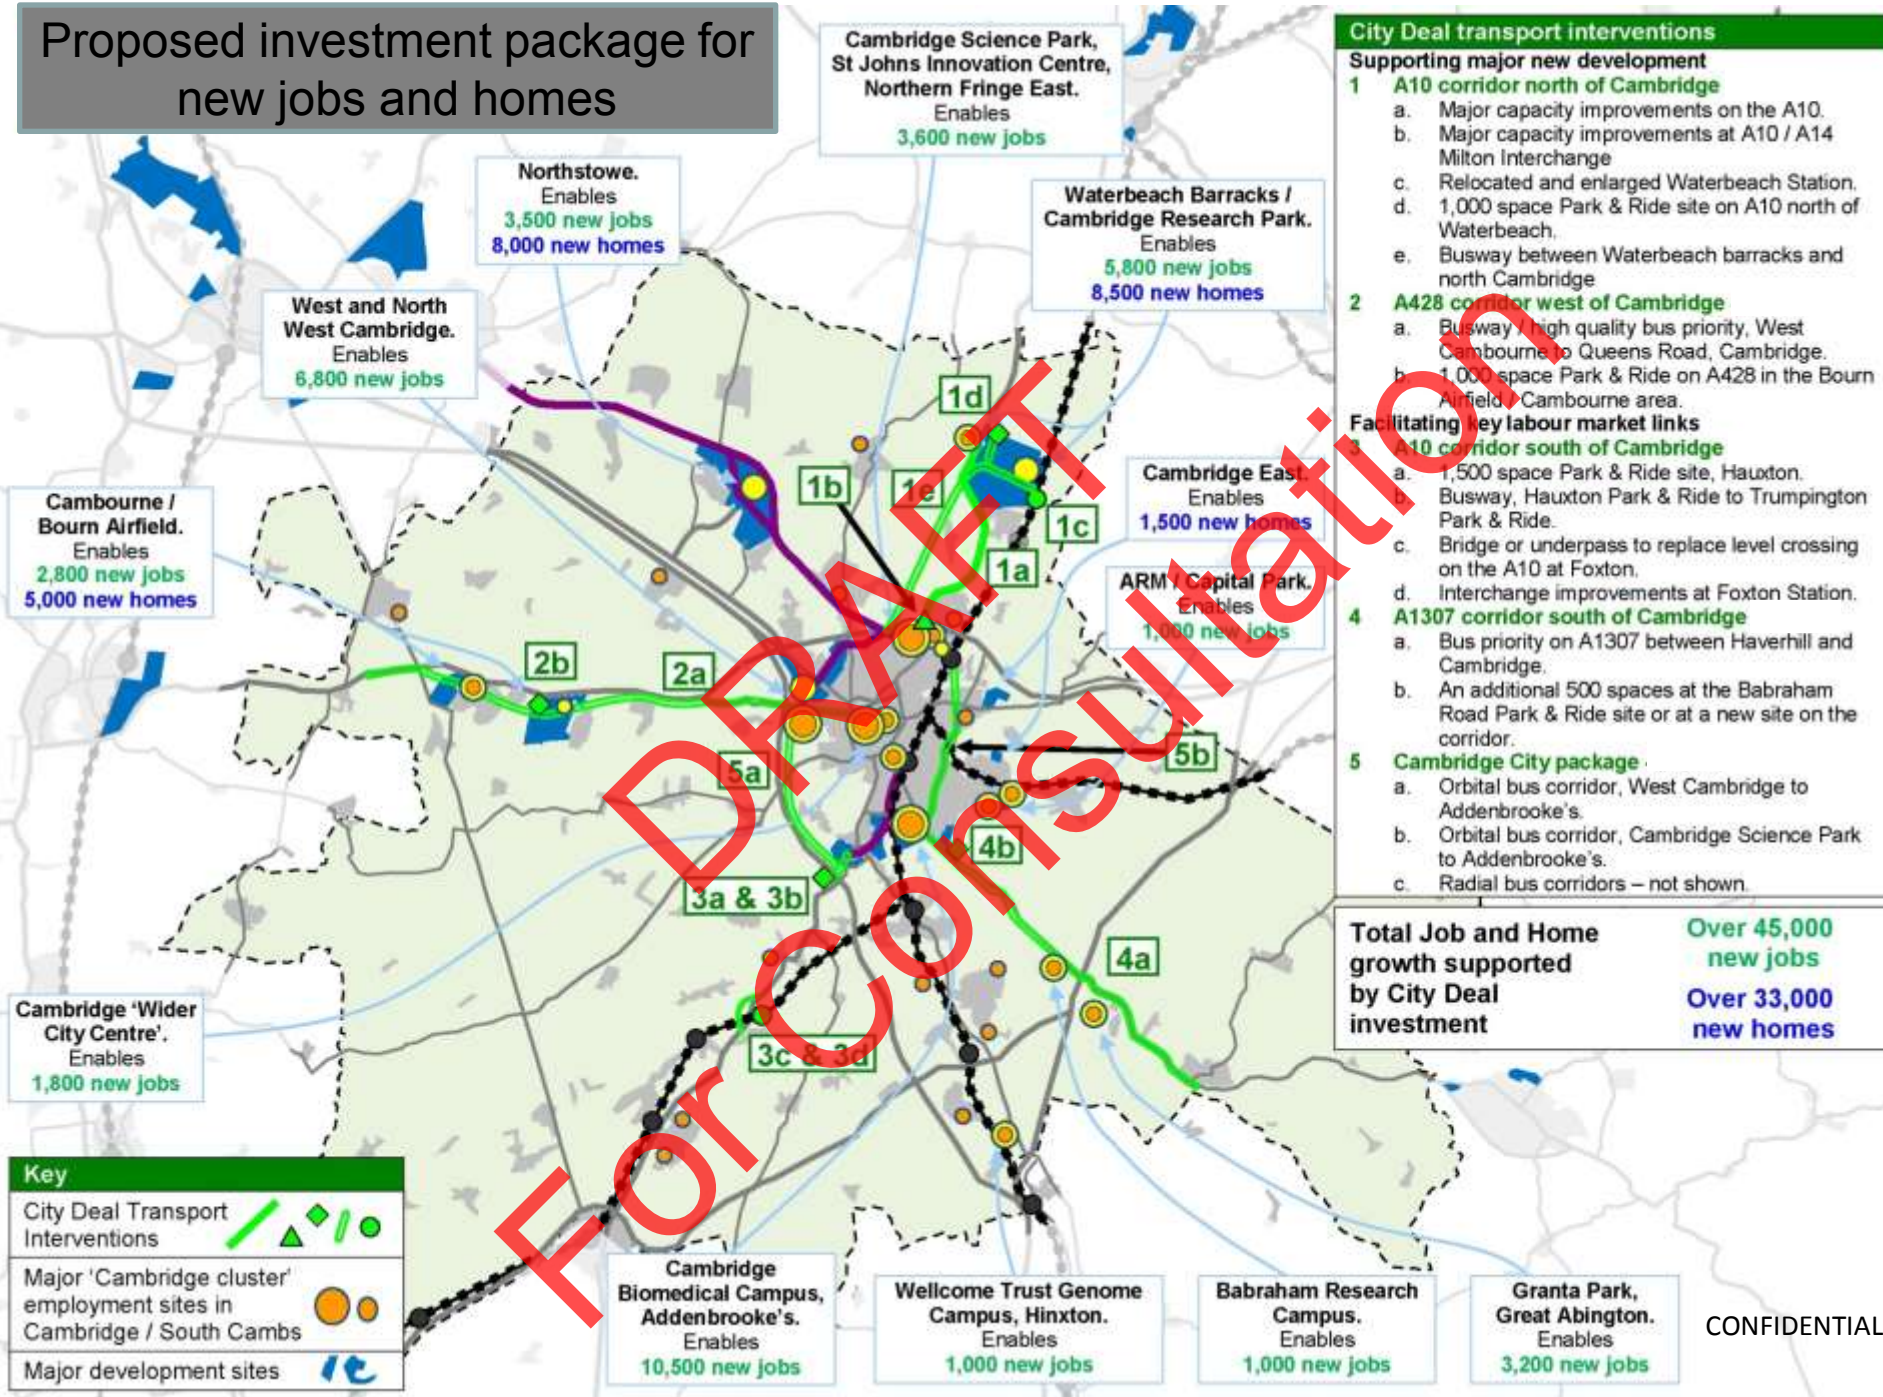 Proposed investment package for
new jobs and homes
Cambridge Science Park,
St Johns Innovation Centre,
Northern Fringe East.
Enables
3,600 new jobs
Northstowe.
Enables
3,500 new jobs
8,000 new homes
Waterbeach Barracks /
Cambridge Research Park.
Enables
5,800 new jobs
8,500 new homes
West and North
West Cambridge.
Enables
6,800 new jobs
Cambourne /
Bourn Airfield.
Enables
2,800 new jobs
5,000 new homes
Cambridge East.
Enables
1,500 new homes
ARM / Capital Park.
Enables
1,000 new jobs
1d
1b
1e
1c
1a
2b
2a
5a
5b
4b
3a & 3b
4a
3c & 3d
DRAFT
For Consultation
Cambridge 'Wider
City Centre'.
Enables
1,800 new jobs
Key
City Deal Transport
Interventions
Major 'Cambridge cluster'
employment sites in
Cambridge / South Cambs
Major development sites
Cambridge
Biomedical Campus,
Addenbrooke's.
Enables
10,500 new jobs
Wellcome Trust Genome
Campus, Hinxton.
Enables
1,000 new jobs
Babraham Research
Campus.
Enables
1,000 new jobs
Granta Park,
Great Abington.
Enables
3,200 new jobs
City Deal transport interventions
Supporting major new development
1 A10 corridor north of Cambridge
a. Major capacity improvements on the A10.
b. Major capacity improvements at A10 / A14
Milton Interchange
c. Relocated and enlarged Waterbeach Station.
d. 1,000 space Park & Ride site on A10 north of
Waterbeach.
e. Busway between Waterbeach barracks and
north Cambridge
2 A428 corridor west of Cambridge
a. Busway / high quality bus priority, West
Cambourne to Queens Road, Cambridge.
b. 1,000 space Park & Ride on A428 in the Bourn
Airfield / Cambourne area.
Facilitating key labour market links
3 A10 corridor south of Cambridge
a. 1,500 space Park & Ride site, Hauxton.
b. Busway, Hauxton Park & Ride to Trumpington
Park & Ride.
c. Bridge or underpass to replace level crossing
on the A10 at Foxton.
d. Interchange improvements at Foxton Station.
4 A1307 corridor south of Cambridge
a. Bus priority on A1307 between Haverhill and
Cambridge.
b. An additional 500 spaces at the Babraham
Road Park & Ride site or at a new site on the
corridor.
5 Cambridge City package
a. Orbital bus corridor, West Cambridge to
Addenbrooke's.
b. Orbital bus corridor, Cambridge Science Park
to Addenbrooke's.
c. Radial bus corridors – not shown.
Total Job and Home
growth supported
by City Deal
investment
Over 45,000
new jobs
Over 33,000
new homes
CONFIDENTIAL